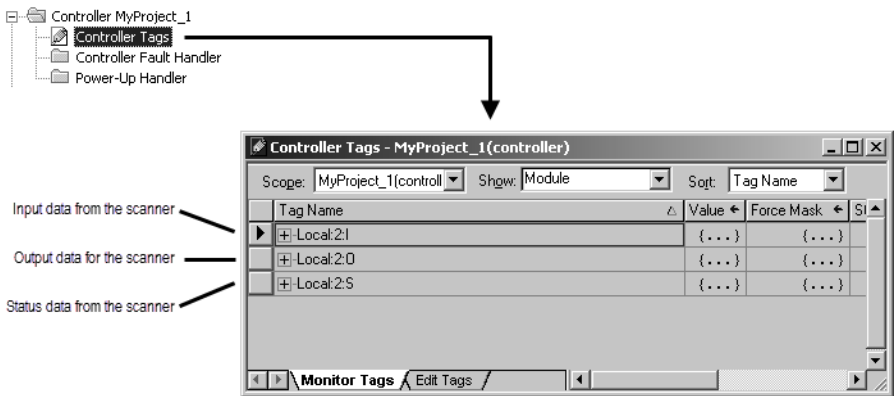 Controller MyProject_1
Controller Tags
Controller Fault Handler
Power-Up Handler
Controller Tags - MyProject_1(controller)
Scope: MyProject_1(controll Show: Module Sort: Tag Name
Tag Name Value Force Mask
Input data from the scanner
Local:2:I {...} {...}
Output data for the scanner
Local:2:O {...} {...}
Status data from the scanner
Local:2:S {...} {...}
Monitor Tags Edit Tags